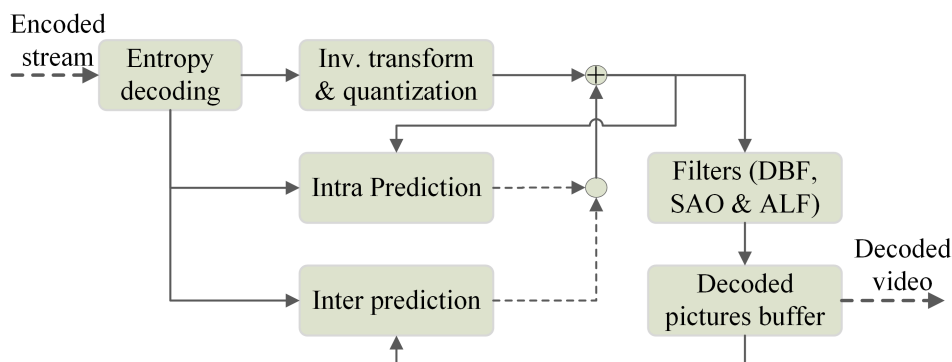 Encoded
stream
Entropy
decoding
Inv. transform
& quantization
+
Intra Prediction
Filters (DBF,
SAO & ALF)
Inter prediction
Decoded
pictures buffer
Decoded
video